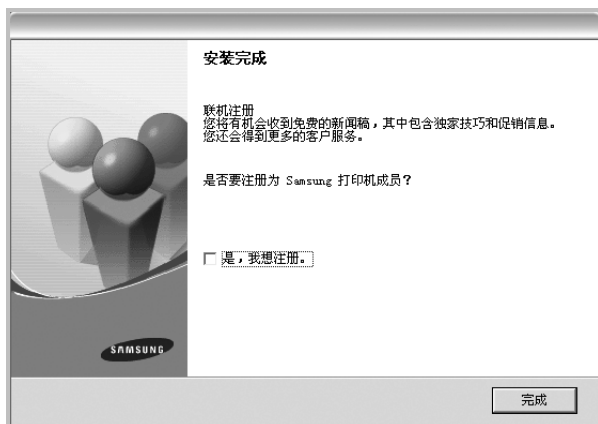 安装完成
联机注册
您将有机会收到免费的新闻稿，其中包含独家技巧和促销信息。
您还会得到更多的客户服务。
是否要注册为 Samsung 打印机成员？
是，我想注册。
SAMSUNG
完成